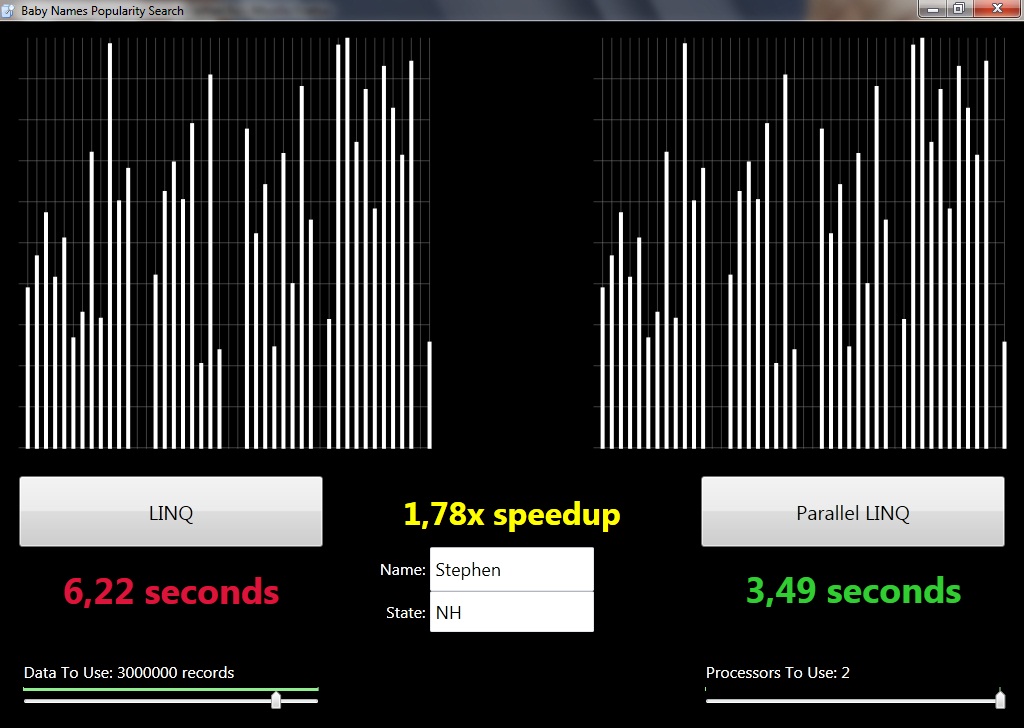 Baby Names Popularity Search
LINQ
1,78x speedup
Parallel LINQ
Name: Stephen
6,22 seconds
3,49 seconds
State: NH
Data To Use: 3000000 records
Processors To Use: 2